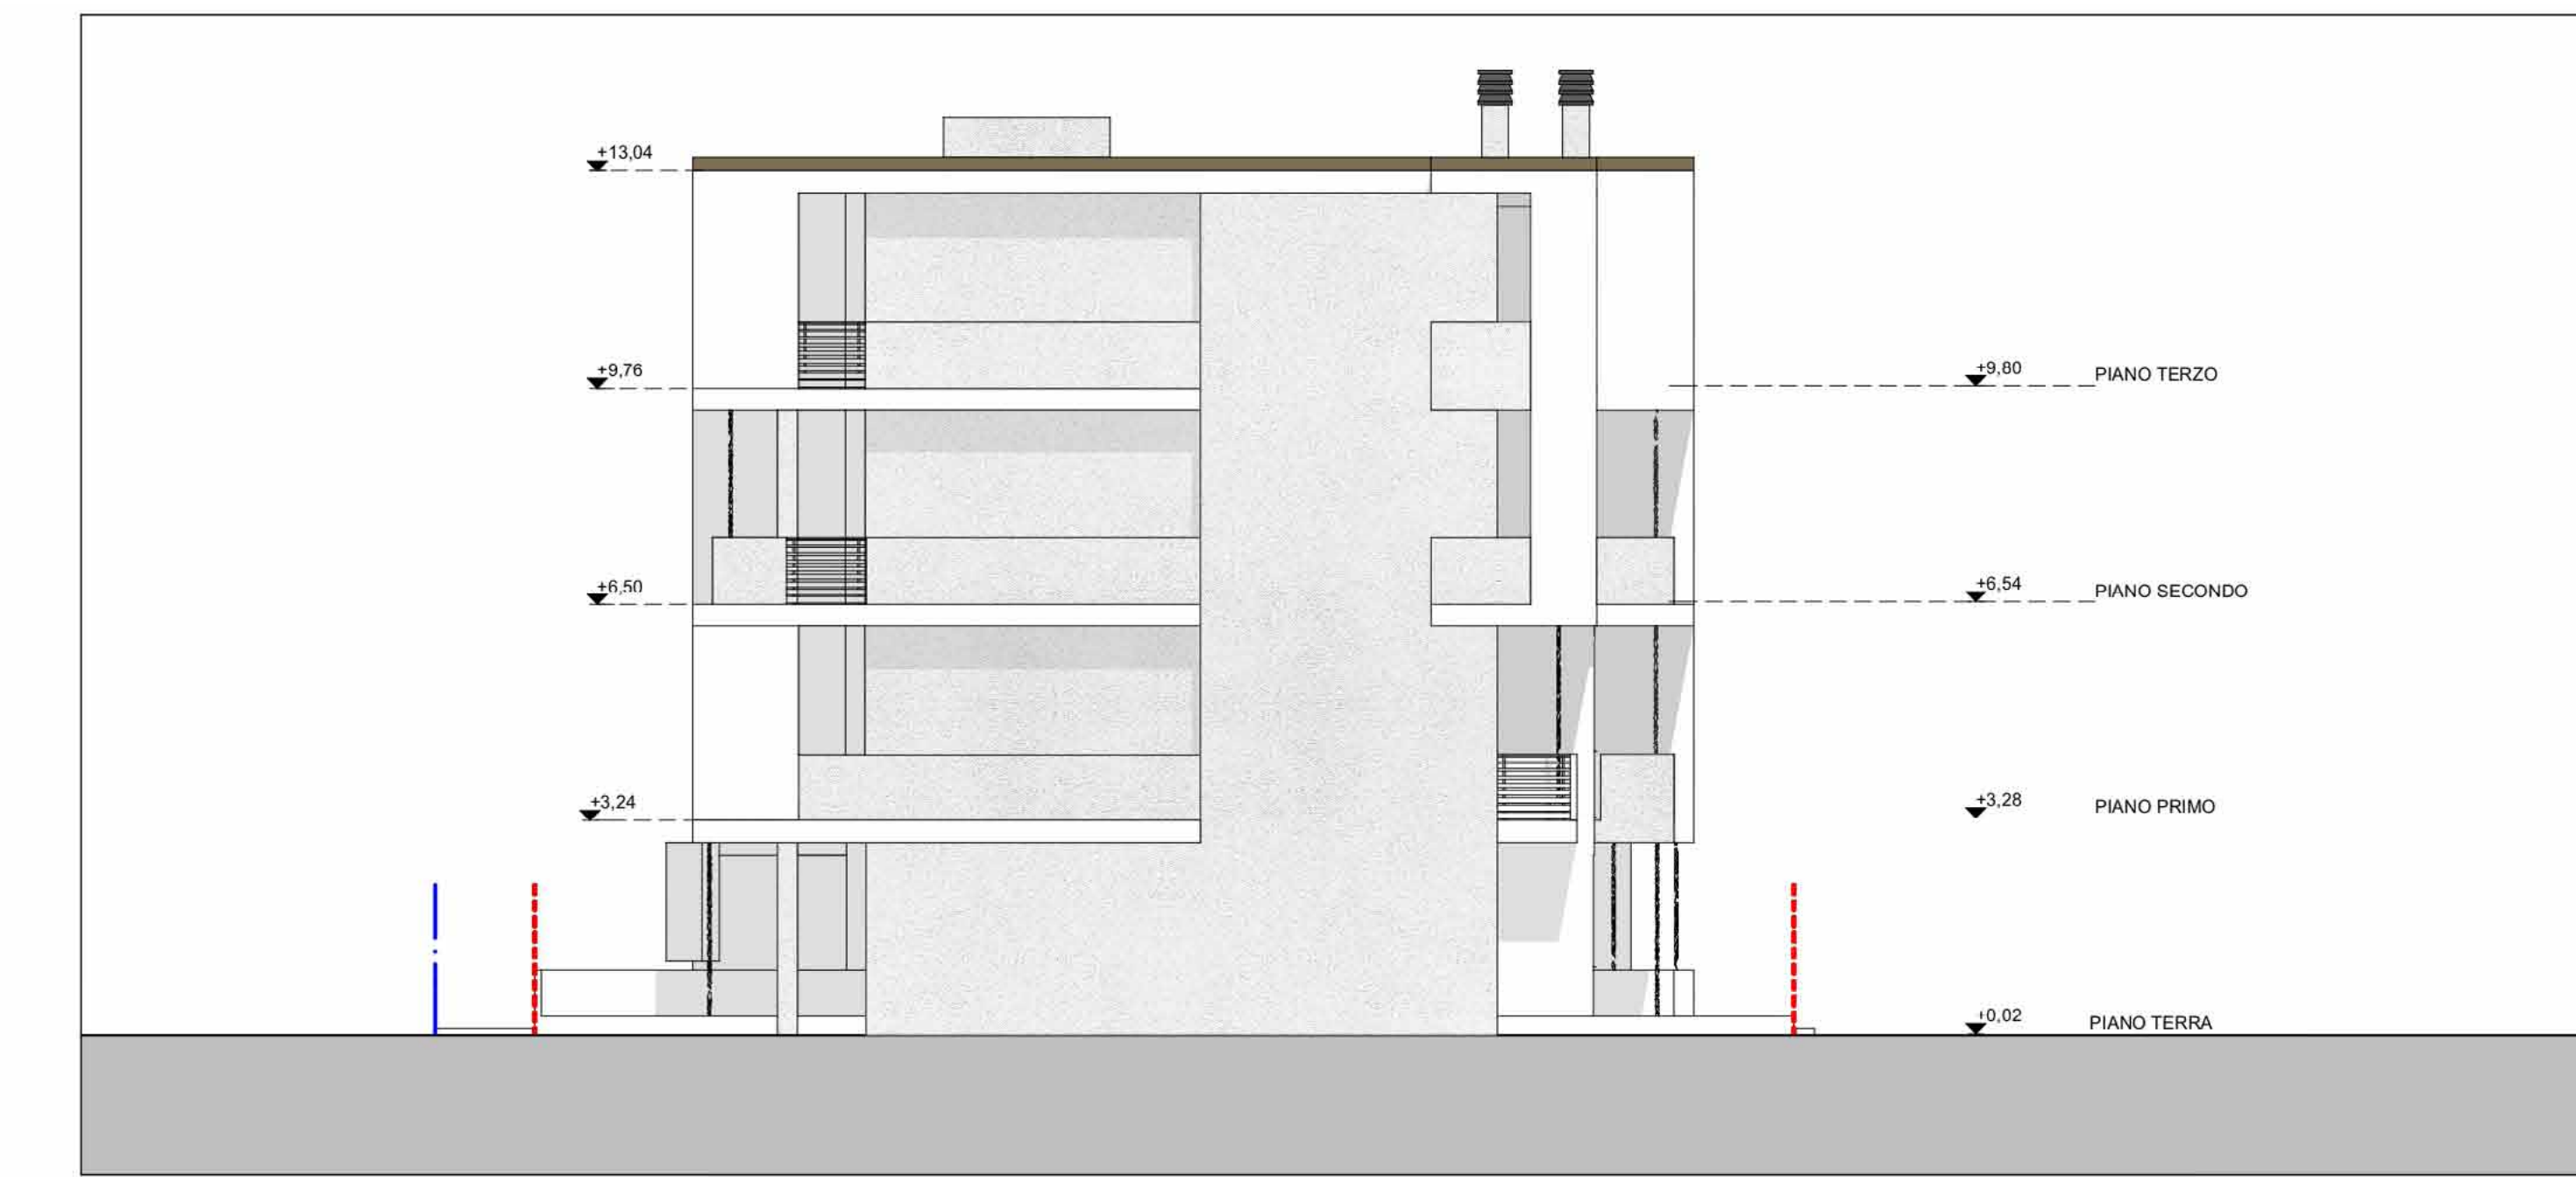 +13,04
+9,76
+9,80 PIANO TERZO
+6,50
+6,54 PIANO SECONDO
+3,24
+3,28 PIANO PRIMO
+0,02 PIANO TERRA